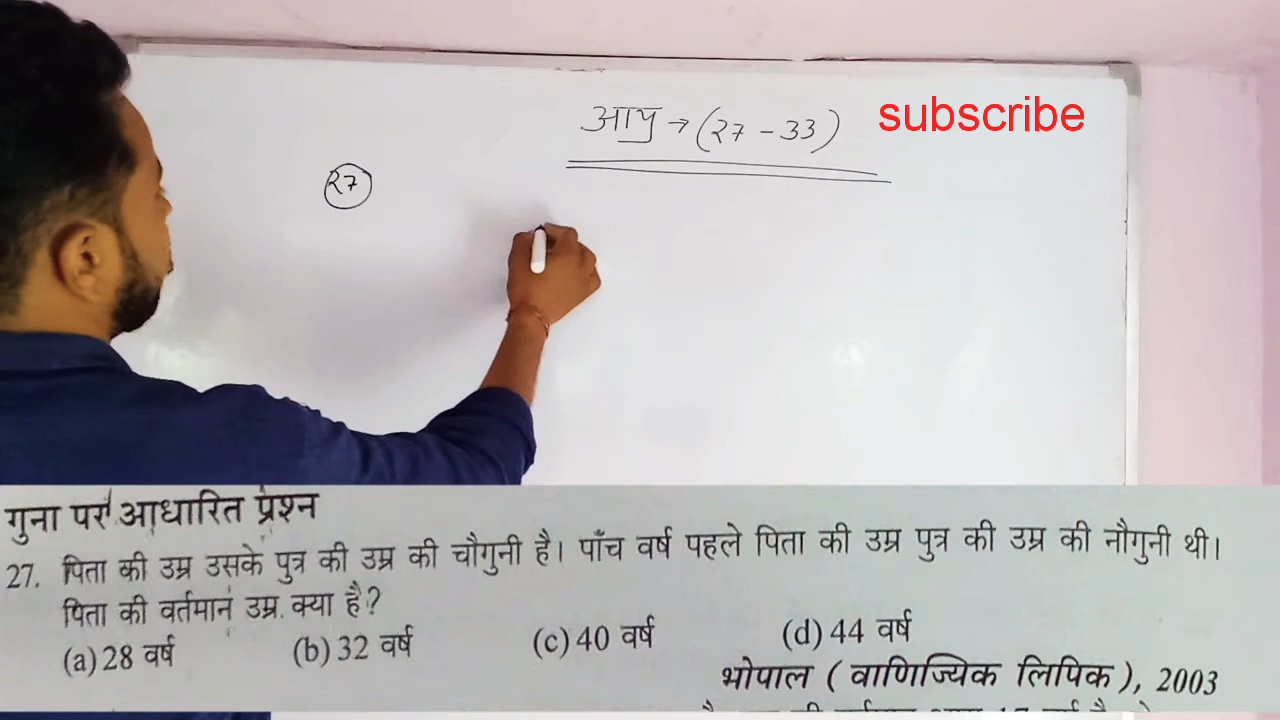 आयु → (27 - 33)
subscribe
27
गुना पर आधारित प्रश्न
27. पिता की उम्र उसके पुत्र की उम्र की चौगुनी है। पाँच वर्ष पहले पिता की उम्र पुत्र की उम्र की नौगुनी थी।
पिता की वर्तमान उम्र क्या है?
(a) 28 वर्ष (b) 32 वर्ष (c) 40 वर्ष (d) 44 वर्ष
भोपाल ( वाणिज्यिक लिपिक ), 2003